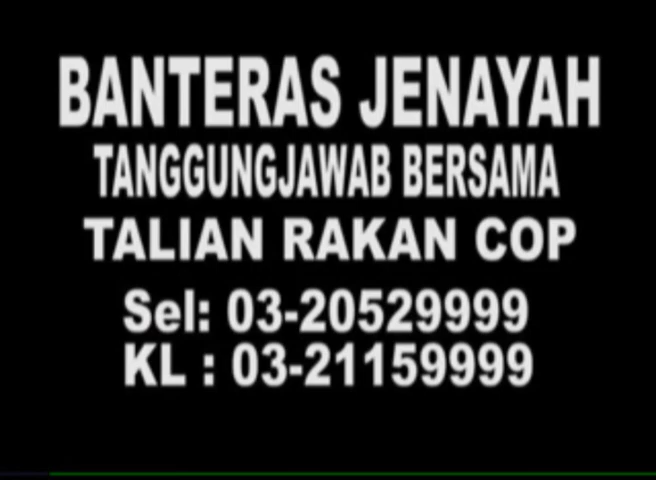 BANTERAS JENAYAH
TANGGUNGJAWAB BERSAMA
TALIAN RAKAN COP
Sel: 03-20529999
KL : 03-21159999